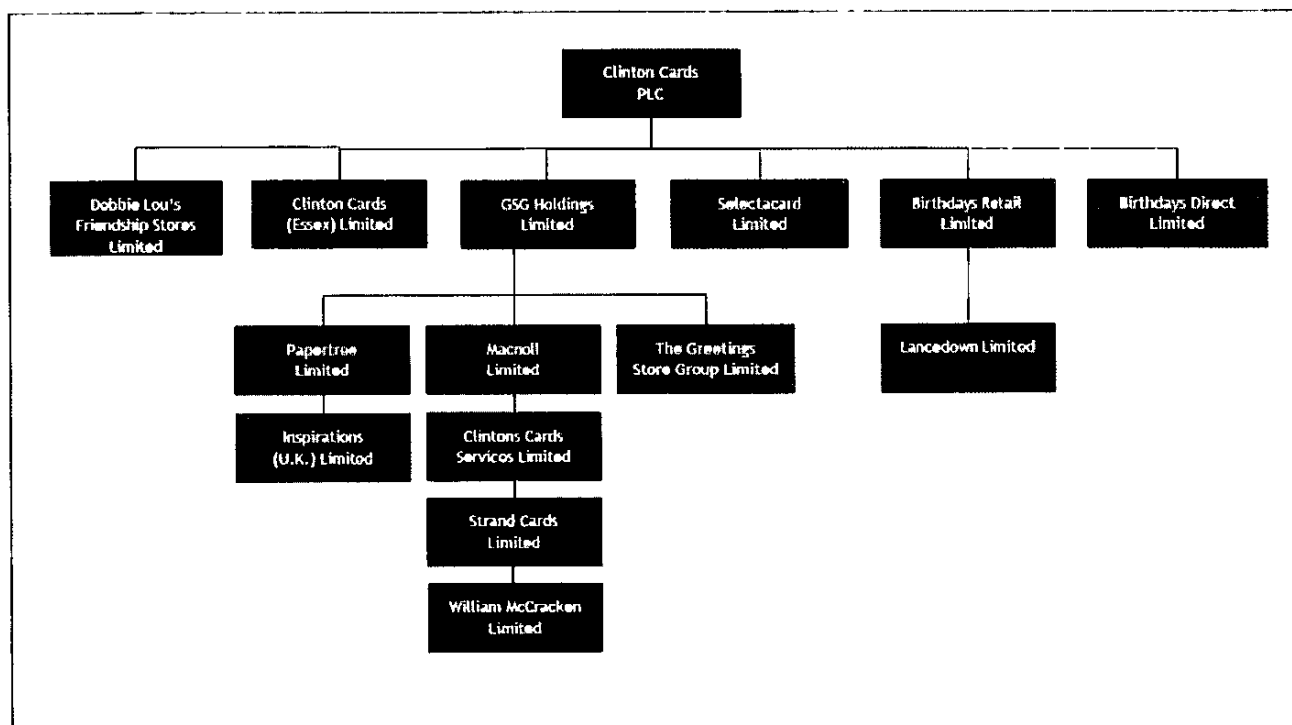 Clinton Cards
PLC
Debbie Lou's
Friendship Stores
Limited
Clinton Cards
(Essex) Limited
GSG Holdings
Limited
Selectacard
Limited
Birthdays Retail
Limited
Birthdays Direct
Limited
Papertree
Limited
Macnoll
Limited
The Greetings
Store Group Limited
Lancedown Limited
Inspirations
(U.K.) Limited
Clintons Cards
Services Limited
Strand Cards
Limited
William McCracken
Limited